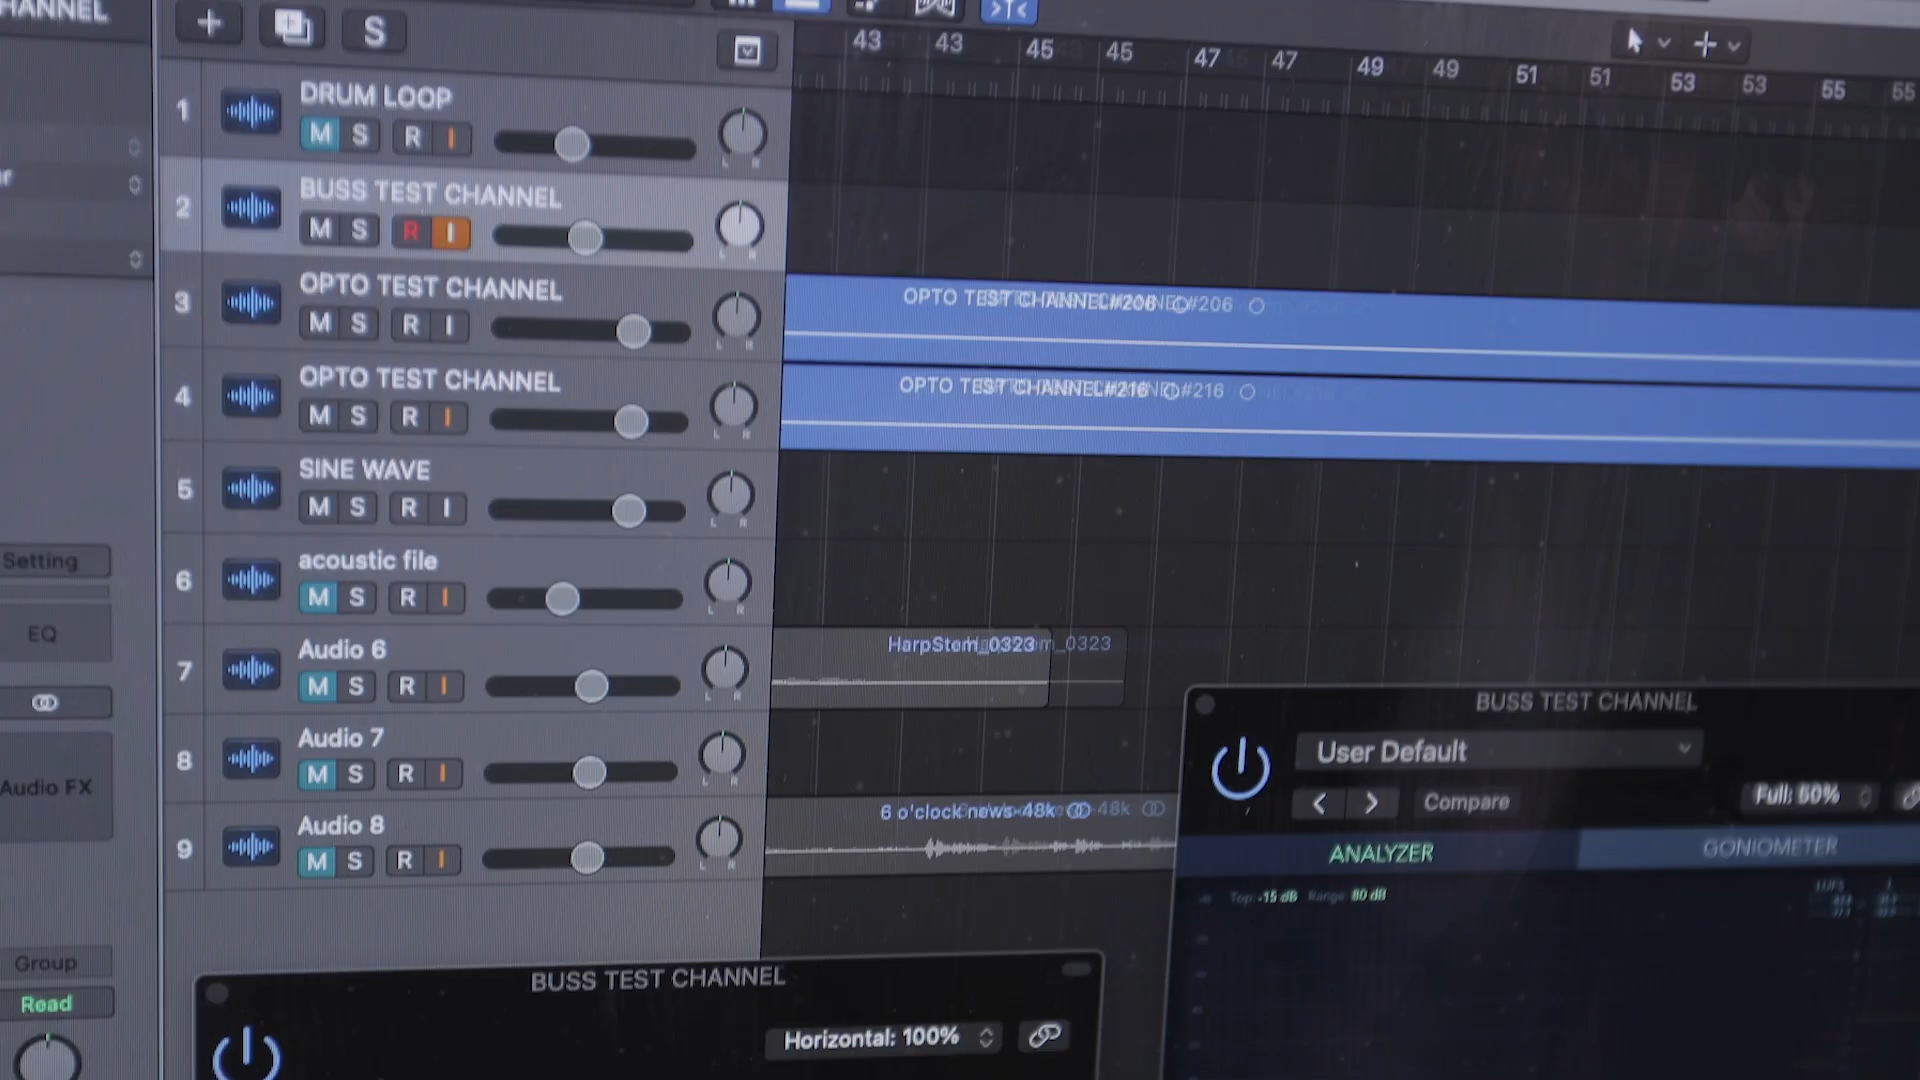 HANNEL
S
43 43 45 45 47 47 49 49 51 51 53 53 55 55
1 DRUM LOOP
M S R I
L R
2 BUSS TEST CHANNEL
M S R I
L R
3 OPTO TEST CHANNEL
M S R I
L R
OPTO TEST CHANNEL#206
4 OPTO TEST CHANNEL
M S R I
L R
OPTO TEST CHANNEL#216
5 SINE WAVE
M S R I
L R
6 acoustic file
M S R I
L R
7 Audio 6
M S R I
L R
HarpStem_0323
8 Audio 7
M S R I
L R
9 Audio 8
M S R I
L R
6 o'clock news-48k
Setting
EQ
Audio FX
Group
Read
BUSS TEST CHANNEL
Horizontal: 100%
BUSS TEST CHANNEL
User Default
Compare
Full: 50%
ANALYZER GONIOMETER
Top: -15 dB Range: 80 dB
LUFS